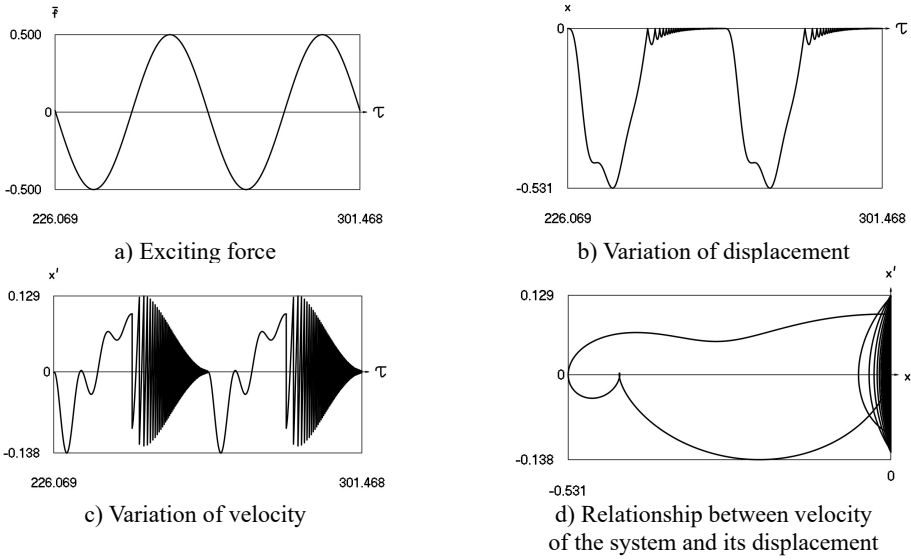 f̄
0.500
0
τ
-0.500
226.069
301.468
a) Exciting force
x
0
τ
-0.531
226.069
301.468
b) Variation of displacement
x'
0.129
0
τ
-0.138
226.069
301.468
c) Variation of velocity
x'
0.129
0
x
-0.138
0
-0.531
d) Relationship between velocity
of the system and its displacement